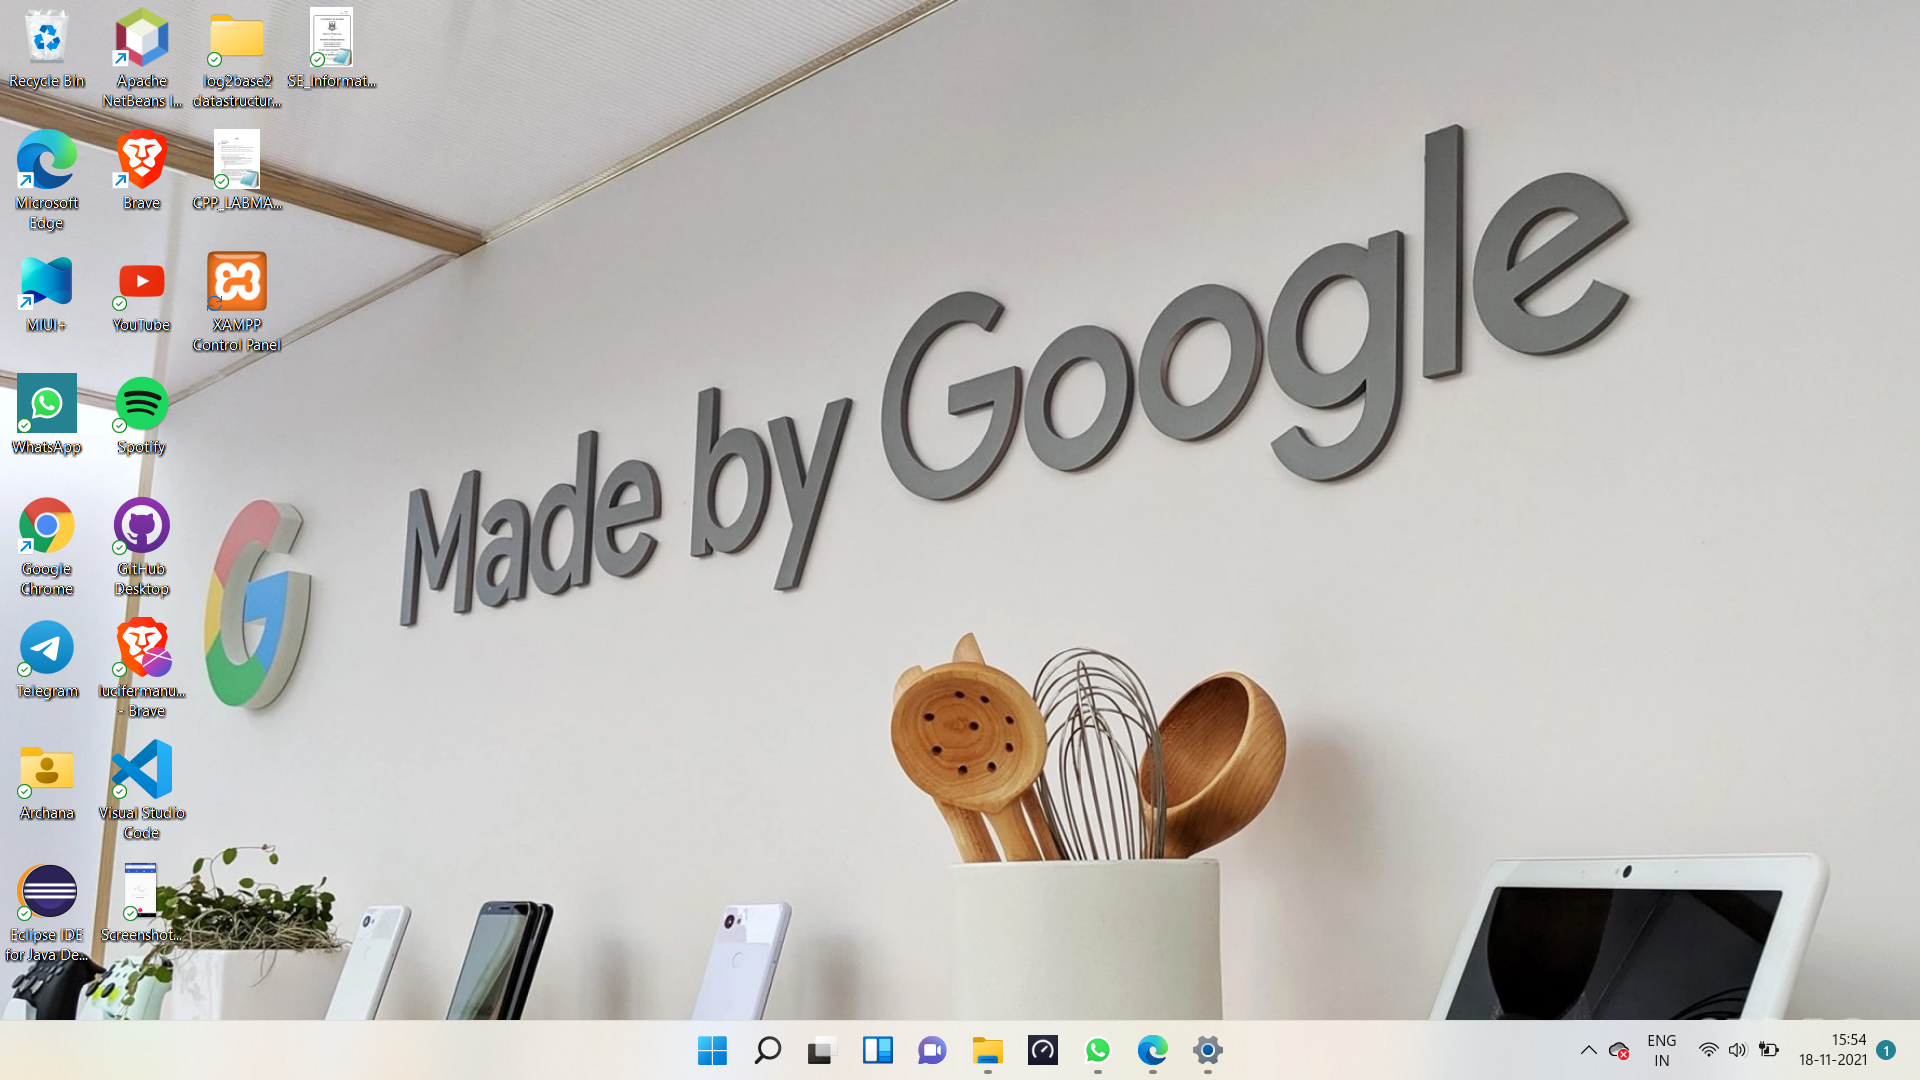 Recycle Bin
Apache
NetBeans I...
log2base2
datastructur...
SE_Informat...
Microsoft
Edge
Brave
CPP_LABMA...
MIUI+
YouTube
XAMPP
Control Panel
WhatsApp
Spotify
Google
Chrome
GitHub
Desktop
Telegram
lucifermanu...
- Brave
Archana
Visual Studio
Code
Eclipse IDE
for Java De...
Screenshot...
Made by Google
ENG
IN
15:54
18-11-2021
1